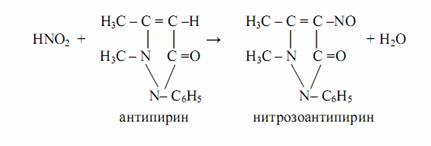 H₃C – C = C –H H₃C – C = C –NO
HNO₂ + → + H₂O
H₃C – N C =O H₃C – N C =O
N– C₆H₅ N – C₆H₅
антипирин нитрозоантипирин